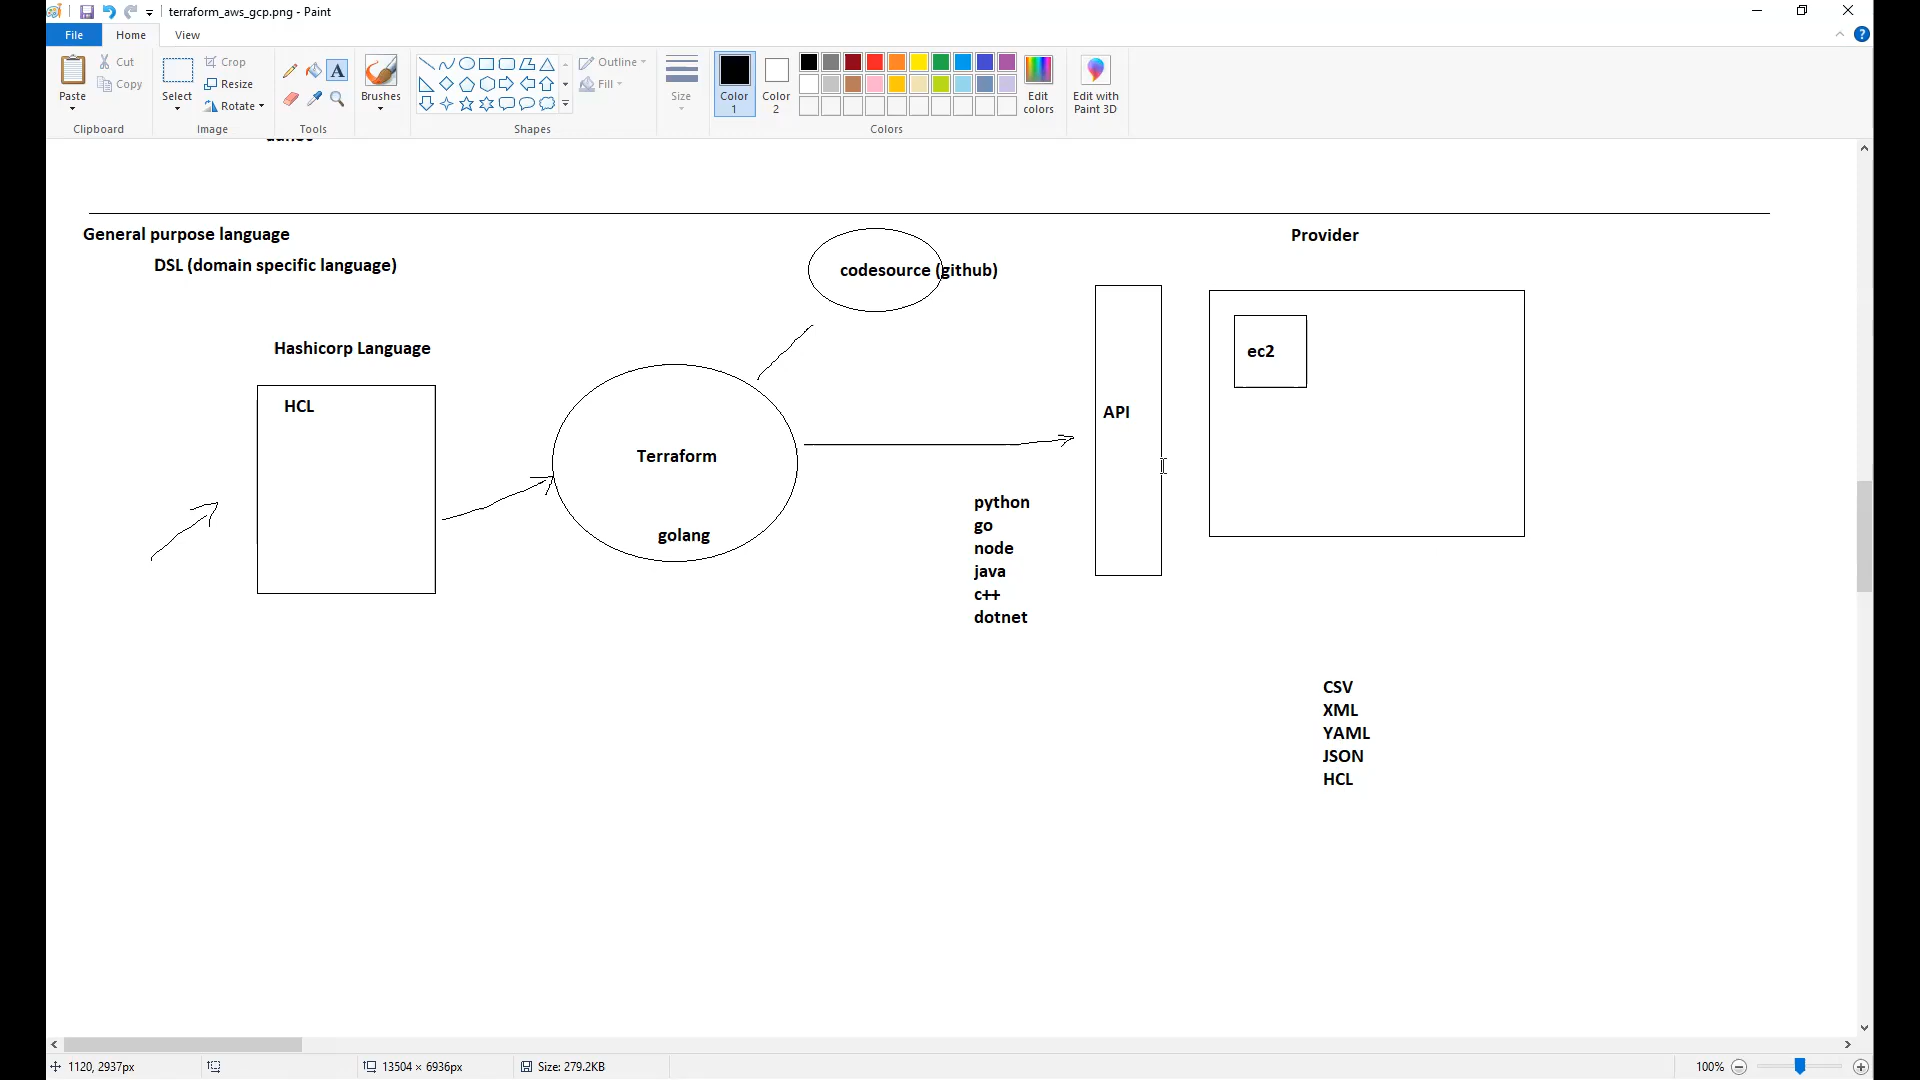 terraform_aws_gcp.png - Paint
File
Home
View
Paste
Cut
Copy
Clipboard
Select
Crop
Resize
Rotate
Image
A
Tools
Brushes
Shapes
Outline
Fill
Size
Color
1
Color
2
Edit
colors
Colors
Edit with
Paint 3D
?
General purpose language
DSL (domain specific language)
codesource (github)
Provider
Hashicorp Language
HCL
Terraform
golang
API
ec2
python
go
node
java
c++
dotnet
CSV
XML
YAML
JSON
HCL
1120, 2937px
13504 × 6936px
Size: 279.2KB
100%